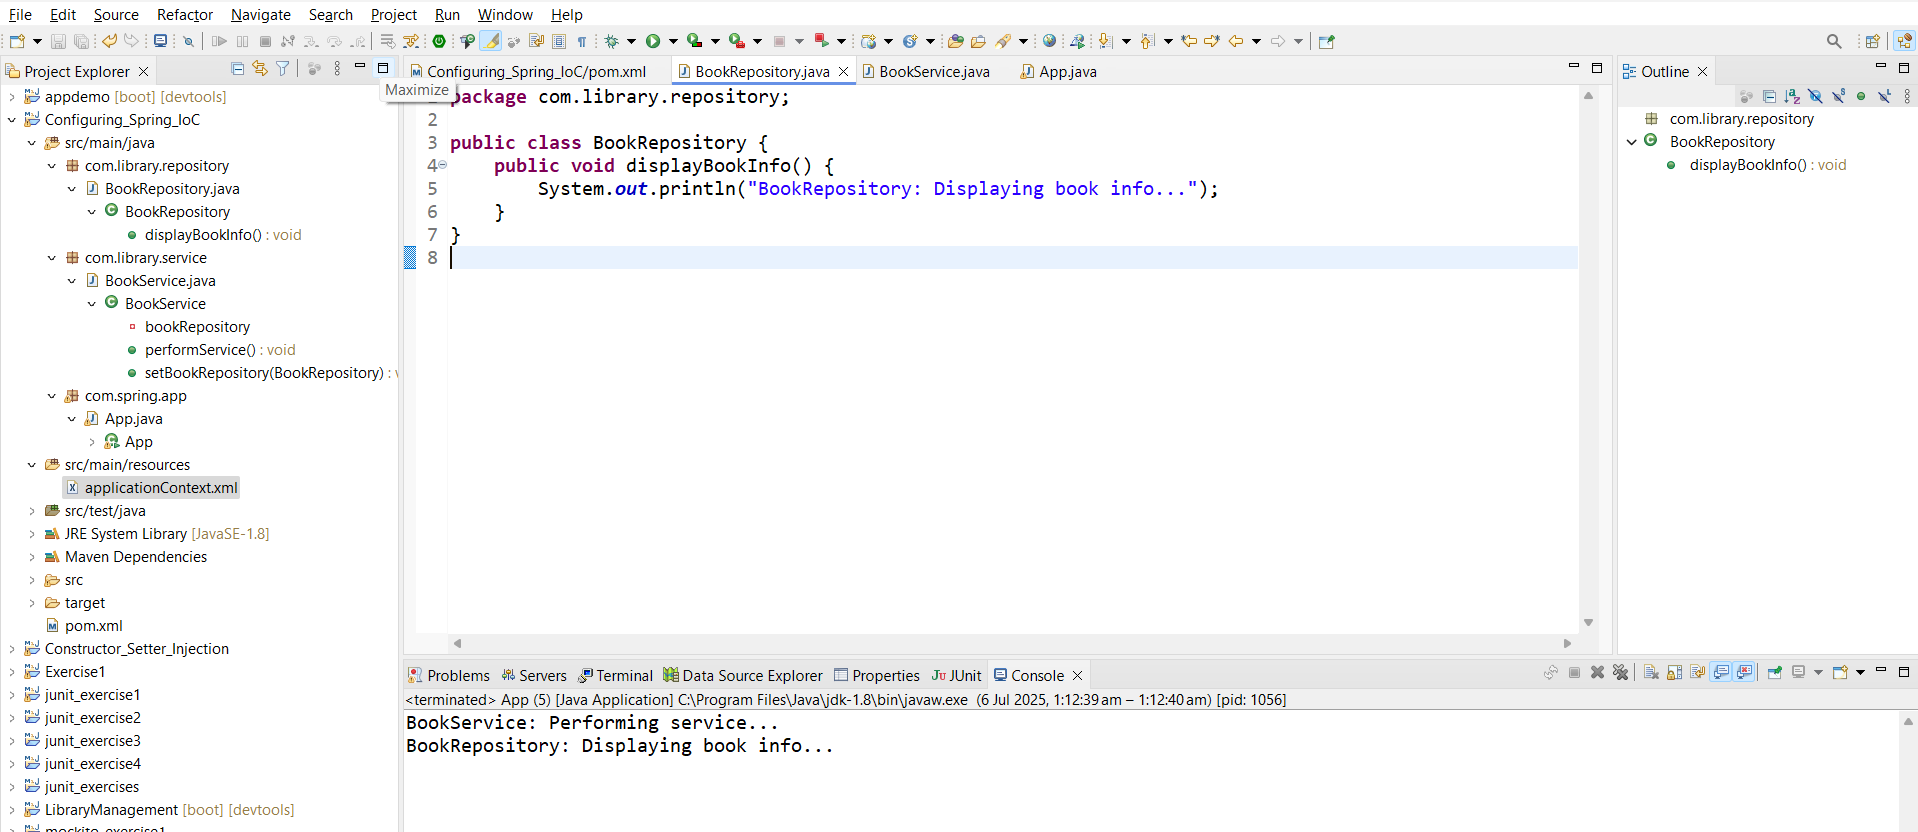 File Edit Source Refactor Navigate Search Project Run Window Help
Project Explorer
Maximize
appdemo [boot] [devtools]
Configuring_Spring_IoC
src/main/java
com.library.repository
BookRepository.java
BookRepository
displayBookInfo() : void
com.library.service
BookService.java
BookService
bookRepository
performService() : void
setBookRepository(BookRepository) :
com.spring.app
App.java
App
src/main/resources
applicationContext.xml
src/test/java
JRE System Library [JavaSE-1.8]
Maven Dependencies
src
target
pom.xml
Constructor_Setter_Injection
Exercise1
junit_exercise1
junit_exercise2
junit_exercise3
junit_exercise4
junit_exercises
LibraryManagement [boot] [devtools]
mockito_exercise1
Configuring_Spring_IoC/pom.xml BookRepository.java BookService.java App.java
package com.library.repository;
2
3 public class BookRepository {
4 public void displayBookInfo() {
5 System.out.println("BookRepository: Displaying book info...");
6 }
7 }
8
Outline
com.library.repository
BookRepository
displayBookInfo() : void
Problems Servers Terminal Data Source Explorer Properties JUnit Console
<terminated> App (5) [Java Application] C:\Program Files\Java\jdk-1.8\bin\javaw.exe (6 Jul 2025, 1:12:39 am – 1:12:40 am) [pid: 1056]
BookService: Performing service...
BookRepository: Displaying book info...